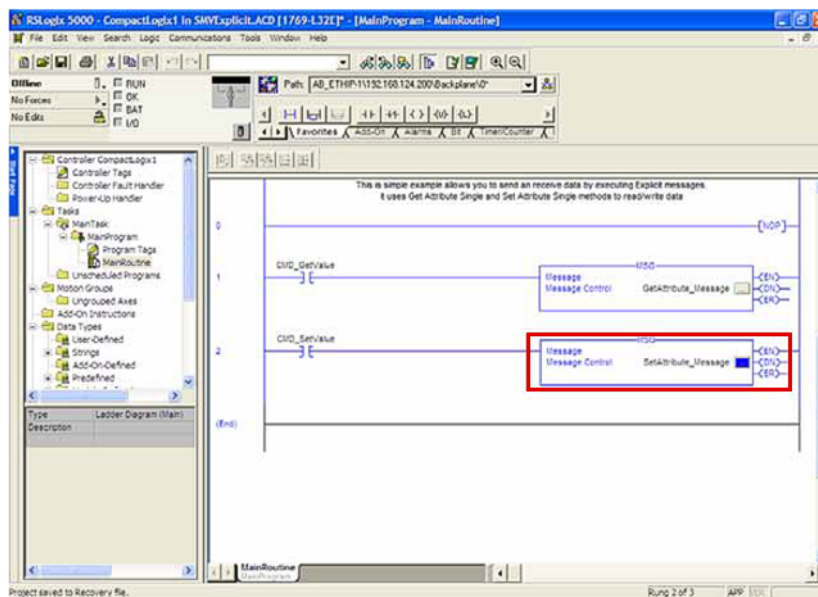 RSLogix 5000 - CompactLogix1 in SMVExplicit.ACD [1769-L32E]* - [MainProgram - MainRoutine]
File Edit View Search Logic Communications Tools Window Help
Offline
RUN
No Forces
OK
No Edits
BAT
I/O
Path: AB_ETHIP-1\192.168.124.200\Backplane\0*
Favorites Add-On Alarms Bit Timer/Counter
Start Page
Controller CompactLogix1
Controller Tags
Controller Fault Handler
Power-Up Handler
Tasks
MainTask
MainProgram
Program Tags
MainRoutine
Unscheduled Programs
Motion Groups
Ungrouped Axes
Add-On Instructions
Data Types
User-Defined
Strings
Add-On-Defined
Predefined
Type Ladder Diagram (Main)
Description
This is simple example allows you to send an receive data by executing Explicit messages.
It uses Get Attribute Single and Set Attribute Single methods to read/write data
0
NOP
1
CMD_GetValue
MSG
Message
Message Control GetAttribute_Message ...
EN
DN
ER
2
CMD_SetValue
MSG
Message
Message Control SetAttribute_Message
EN
DN
ER
(End)
MainRoutine
MainProgram
Project saved to Recovery file.
Rung 2 of 3
APP